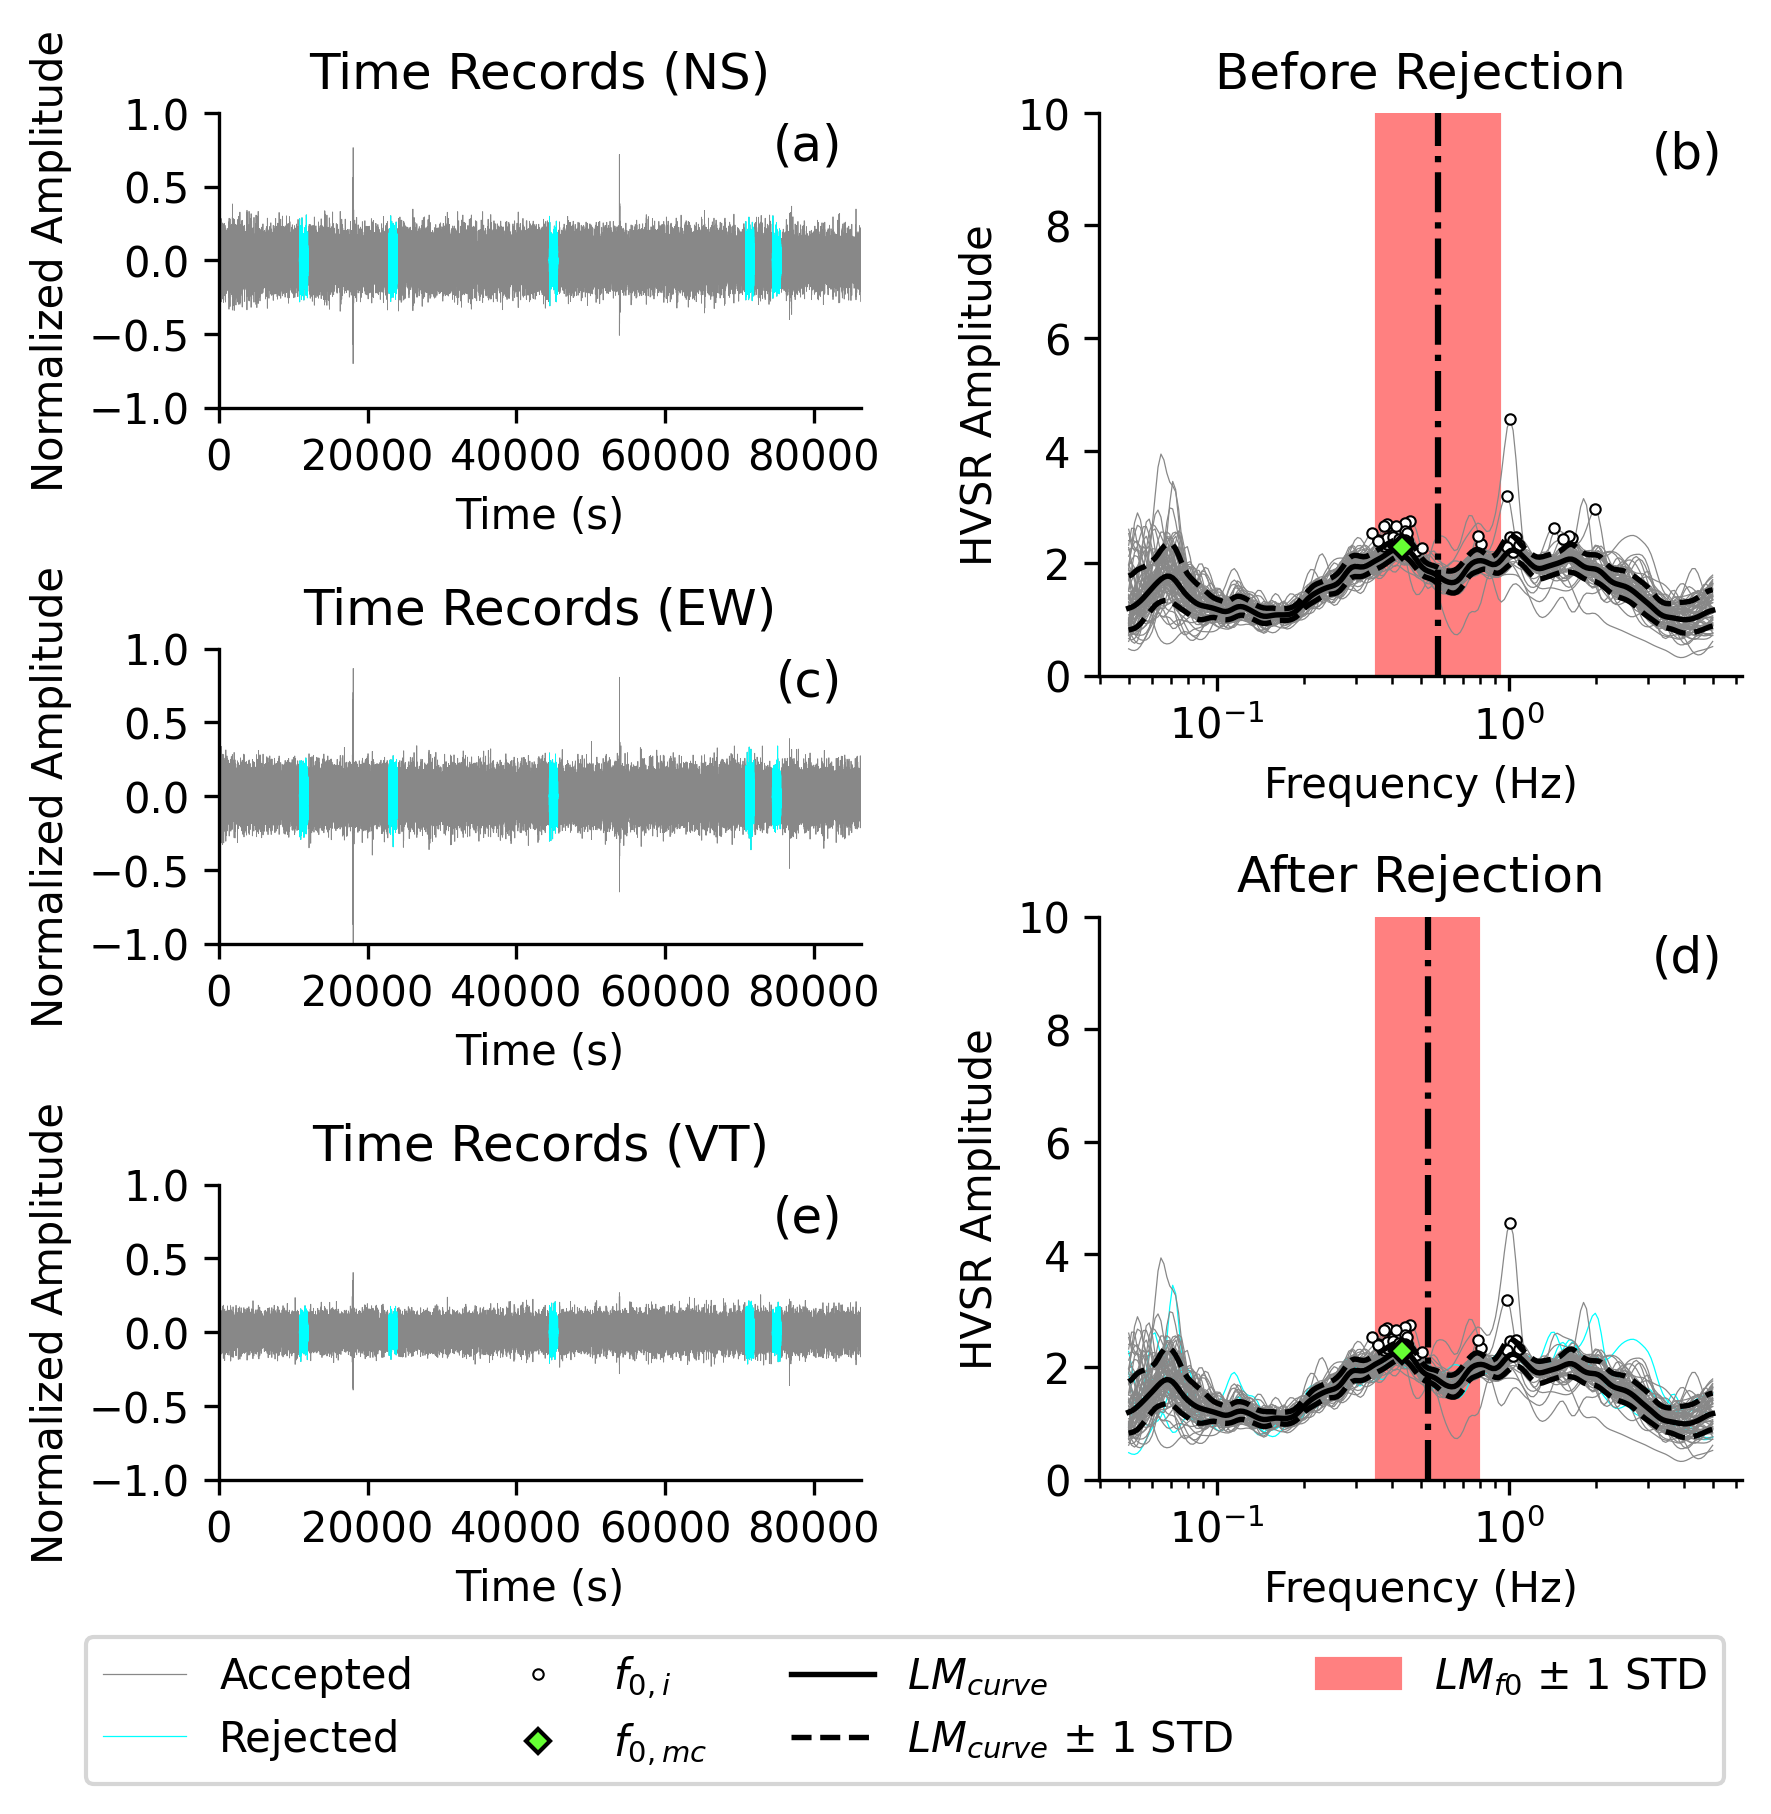 Time Records (NS)
(a)
Normalized Amplitude
1.0
0.5
0.0
−0.5
−1.0
0 20000 40000 60000 80000
Time (s)
Before Rejection
(b)
HVSR Amplitude
10
8
6
4
2
0
10⁻¹ 10⁰
Frequency (Hz)
Time Records (EW)
(c)
Normalized Amplitude
1.0
0.5
0.0
−0.5
−1.0
0 20000 40000 60000 80000
Time (s)
After Rejection
(d)
HVSR Amplitude
10
8
6
4
2
0
10⁻¹ 10⁰
Frequency (Hz)
Time Records (VT)
(e)
Normalized Amplitude
1.0
0.5
0.0
−0.5
−1.0
0 20000 40000 60000 80000
Time (s)
Accepted
Rejected
f0,i
f0,mc
LMcurve
LMcurve ± 1 STD
LMf0 ± 1 STD